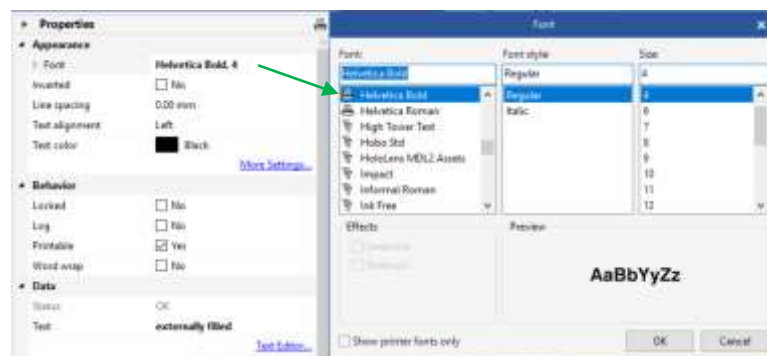 Properties
Appearance
Font Helvetica Bold, 4
Inverted No
Line spacing 0.00 mm
Text alignment Left
Text color Black
More Settings...
Behavior
Locked No
Log No
Printable Yes
Word wrap No
Data
Status OK
Text externally filled
Text Editor...
Font
Font: Font style: Size:
Helvetica Bold Regular 4
Helvetica Bold Regular 4
Helvetica Roman Italic 6
High Tower Text 7
Hobo Std 8
HoloLens MDL2 Assets 9
Impact 10
Informal Roman 11
Ink Free 12
Effects Preview
AaBbYyZz
Show printer fonts only OK Cancel